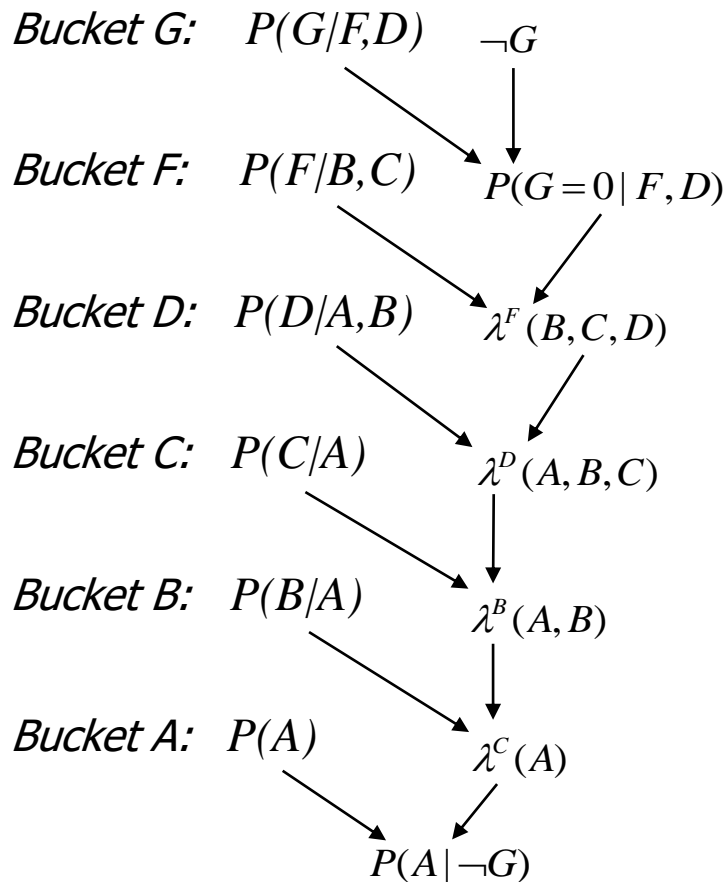 Bucket G: P(G/F,D) ¬G
Bucket F: P(F/B,C) P(G=0|F,D)
Bucket D: P(D/A,B) λ^F(B,C,D)
Bucket C: P(C/A) λ^D(A,B,C)
Bucket B: P(B/A) λ^B(A,B)
Bucket A: P(A) λ^C(A)
P(A|¬G)